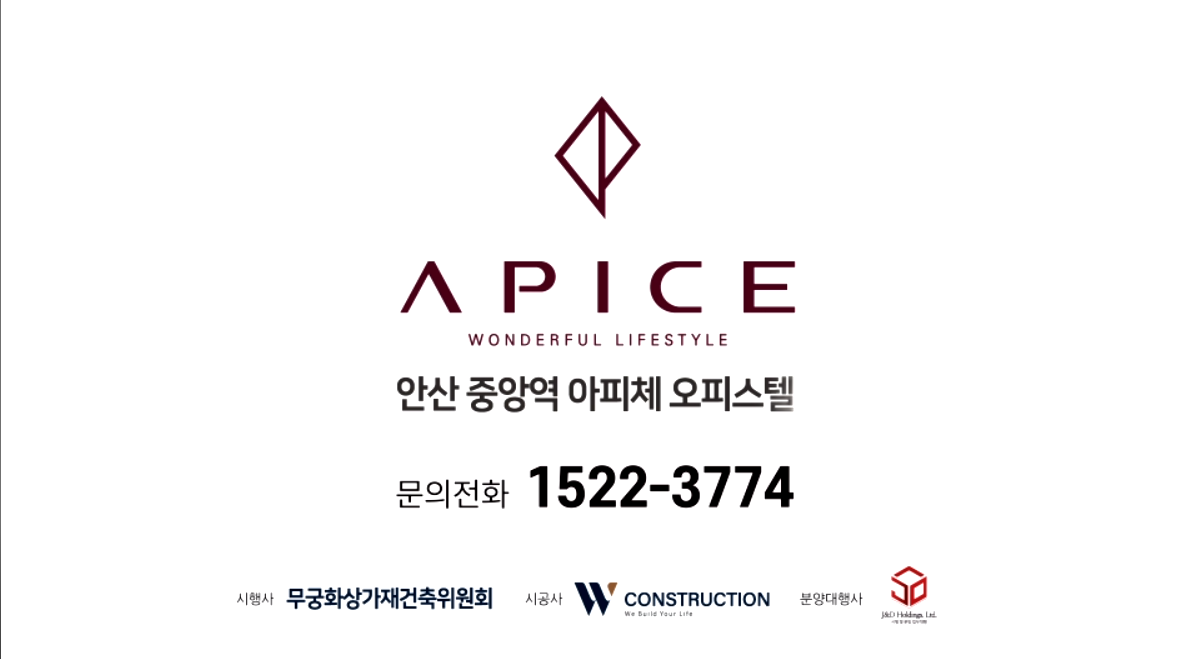 APICE
WONDERFUL LIFESTYLE
안산 중앙역 아피체 오피스텔
문의전화 1522-3774
시행사 무궁화상가재건축위원회 시공사 W CONSTRUCTION 분양대행사
We Build Your Life
J&D Holdings, Ltd.